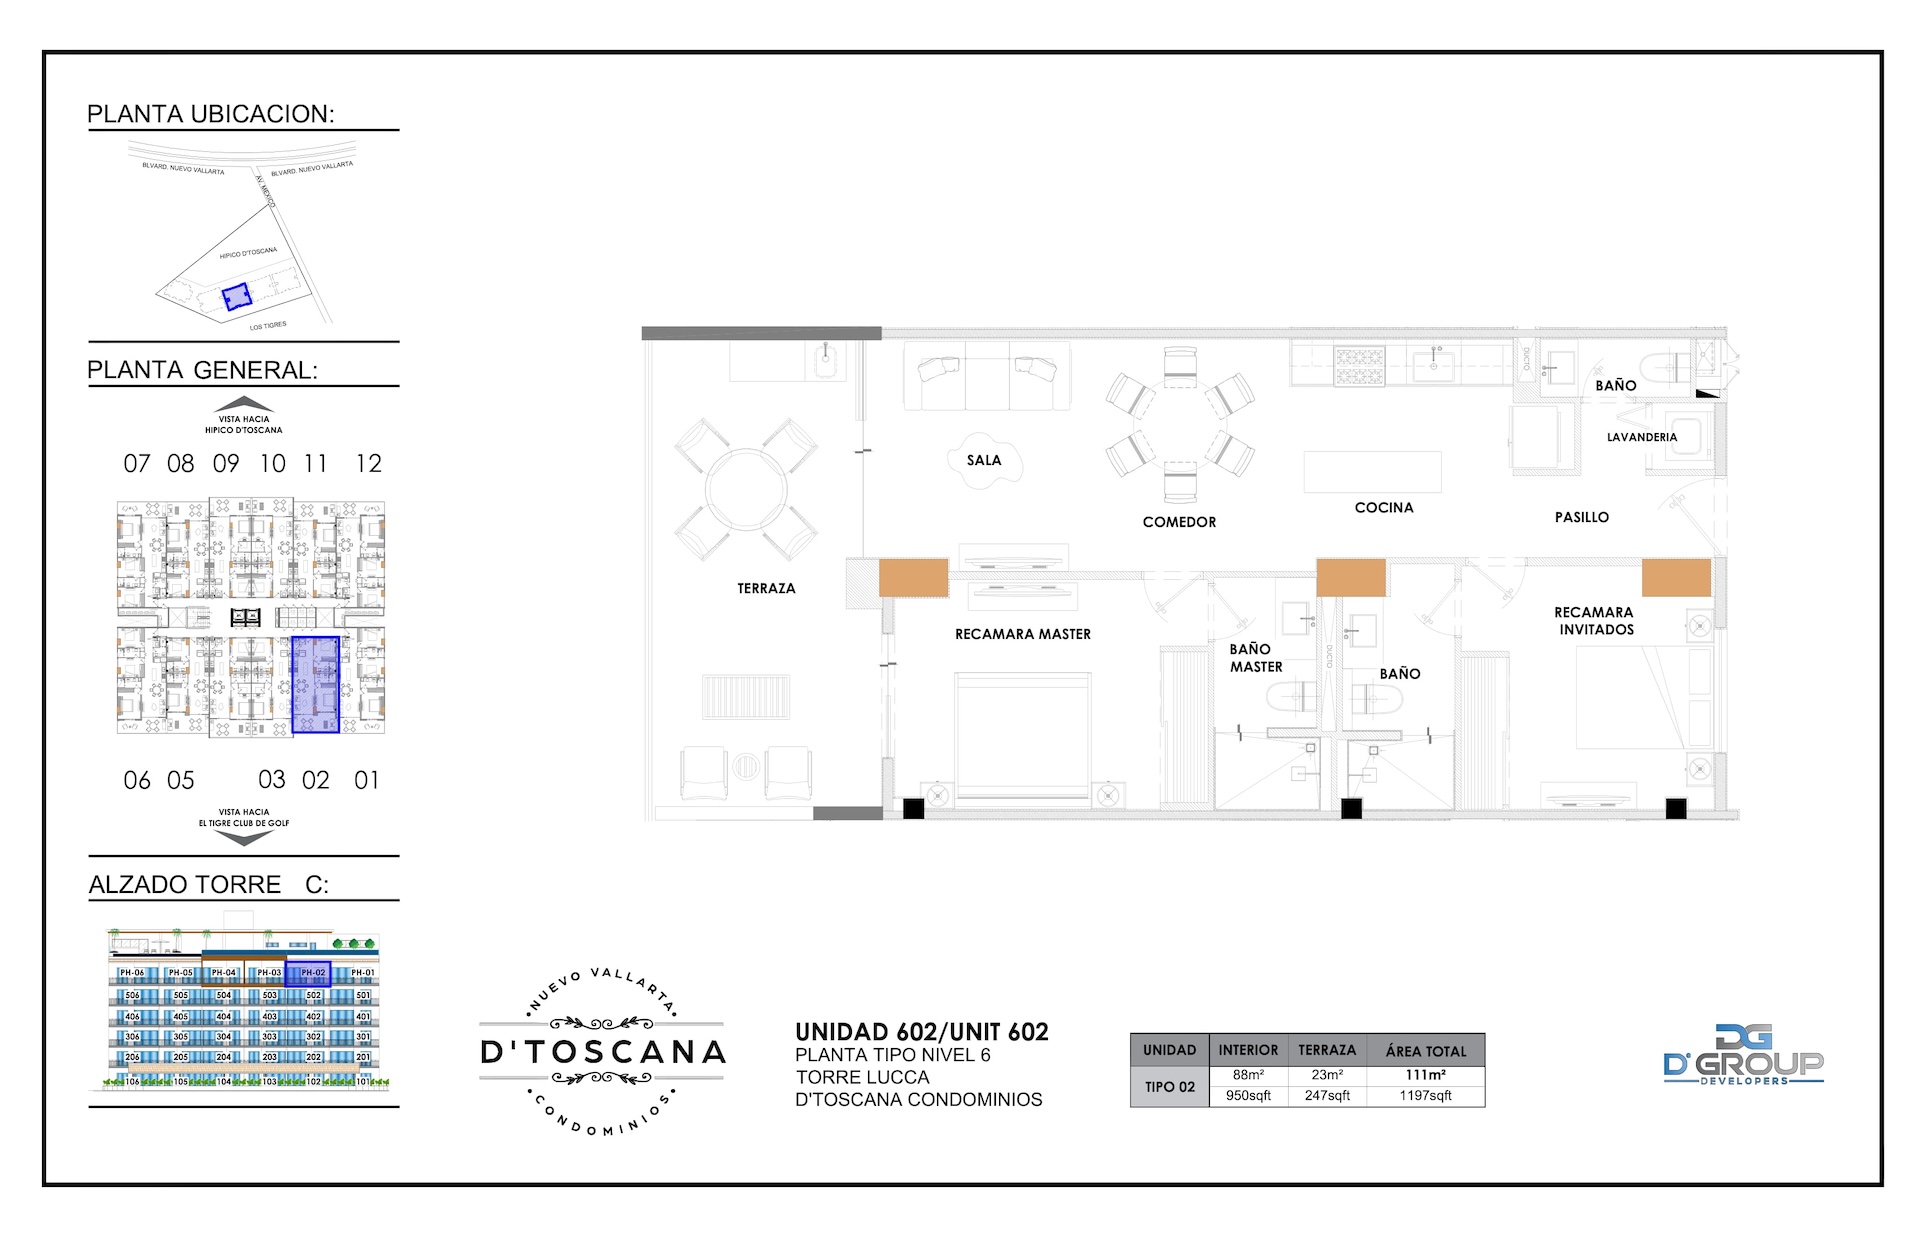 PLANTA UBICACION:
BLVARD. NUEVO VALLARTA
BLVARD. NUEVO VALLARTA
AV. MEXICO
HIPICO D'TOSCANA
LOS TIGRES
PLANTA GENERAL:
VISTA HACIA
HIPICO D'TOSCANA
07 08 09 10 11 12
06 05 03 02 01
VISTA HACIA
EL TIGRE CLUB DE GOLF
ALZADO TORRE C:
PH-06 PH-05 PH-04 PH-03 PH-02 PH-01
506 505 504 503 502 501
406 405 404 403 402 401
306 305 304 303 302 301
206 205 204 203 202 201
106 105 104 103 102 101
DUCTO
BAÑO
LAVANDERIA
SALA
COMEDOR
COCINA
PASILLO
TERRAZA
RECAMARA MASTER
BAÑO
MASTER
DUCTO
BAÑO
RECAMARA
INVITADOS
NUEVO VALLARTA
D'TOSCANA
CONDOMINIOS
UNIDAD 602/UNIT 602
PLANTA TIPO NIVEL 6
TORRE LUCCA
D'TOSCANA CONDOMINIOS
UNIDAD INTERIOR TERRAZA ÁREA TOTAL
TIPO 02
88m² 23m² 111m²
950sqft 247sqft 1197sqft
DG
D'GROUP
DEVELOPERS